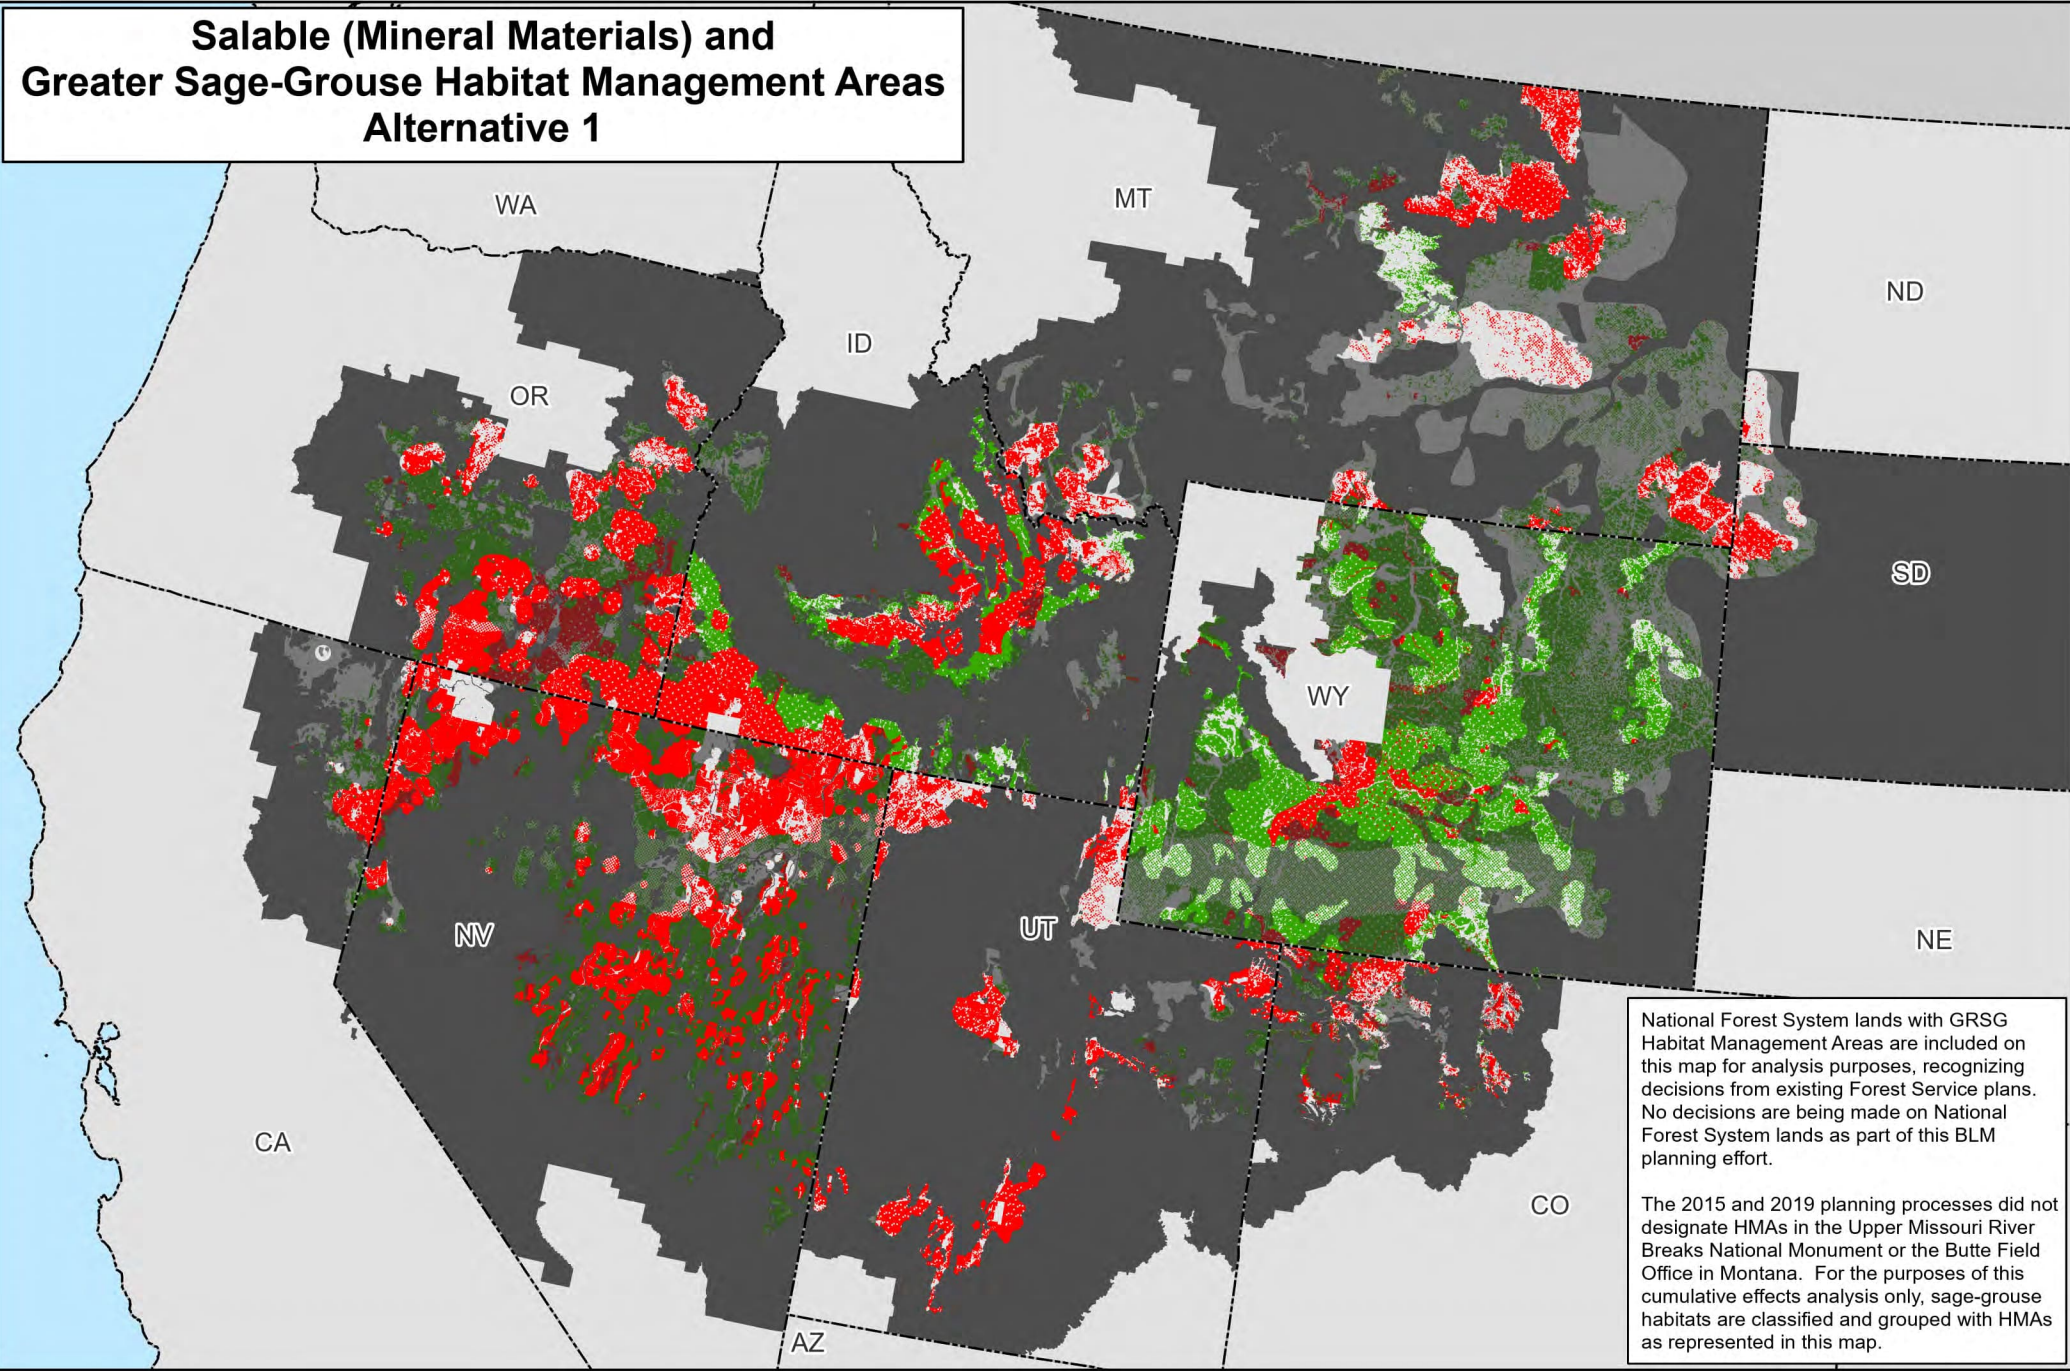 Salable (Mineral Materials) and
Greater Sage-Grouse Habitat Management Areas
Alternative 1
WA
MT
ND
ID
OR
SD
WY
NV
UT
NE
CA
CO
AZ
National Forest System lands with GRSG
Habitat Management Areas are included on
this map for analysis purposes, recognizing
decisions from existing Forest Service plans.
No decisions are being made on National
Forest System lands as part of this BLM
planning effort.
The 2015 and 2019 planning processes did not
designate HMAs in the Upper Missouri River
Breaks National Monument or the Butte Field
Office in Montana.  For the purposes of this
cumulative effects analysis only, sage-grouse
habitats are classified and grouped with HMAs
as represented in this map.